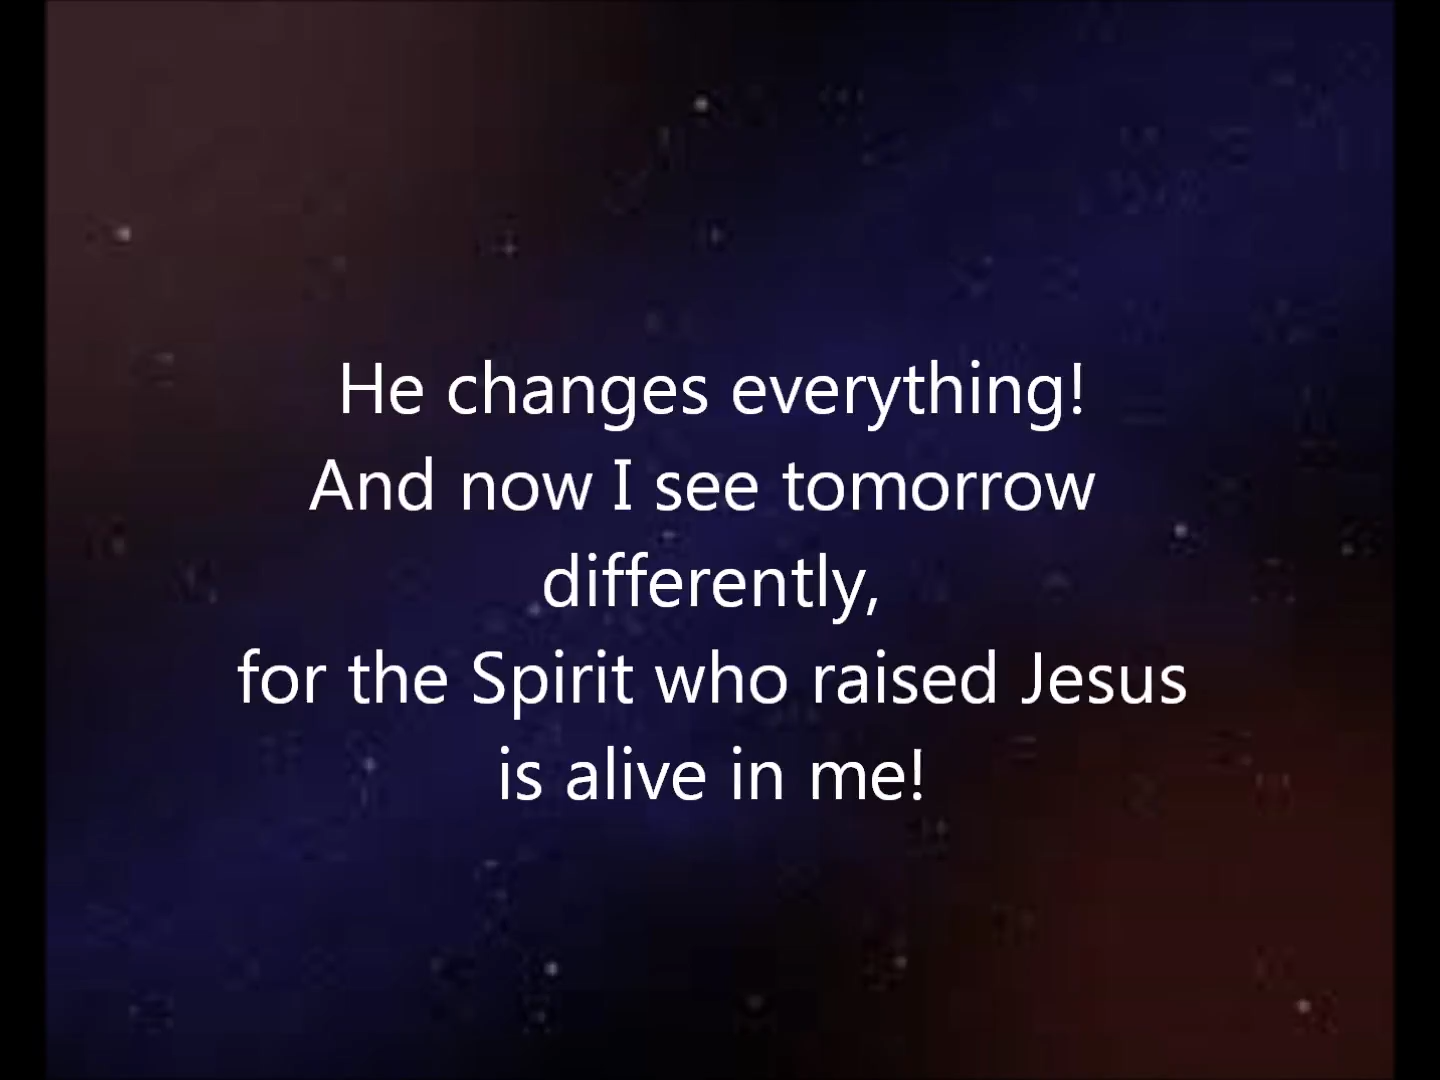 He changes everything!
And now I see tomorrow
differently,
for the Spirit who raised Jesus
is alive in me!